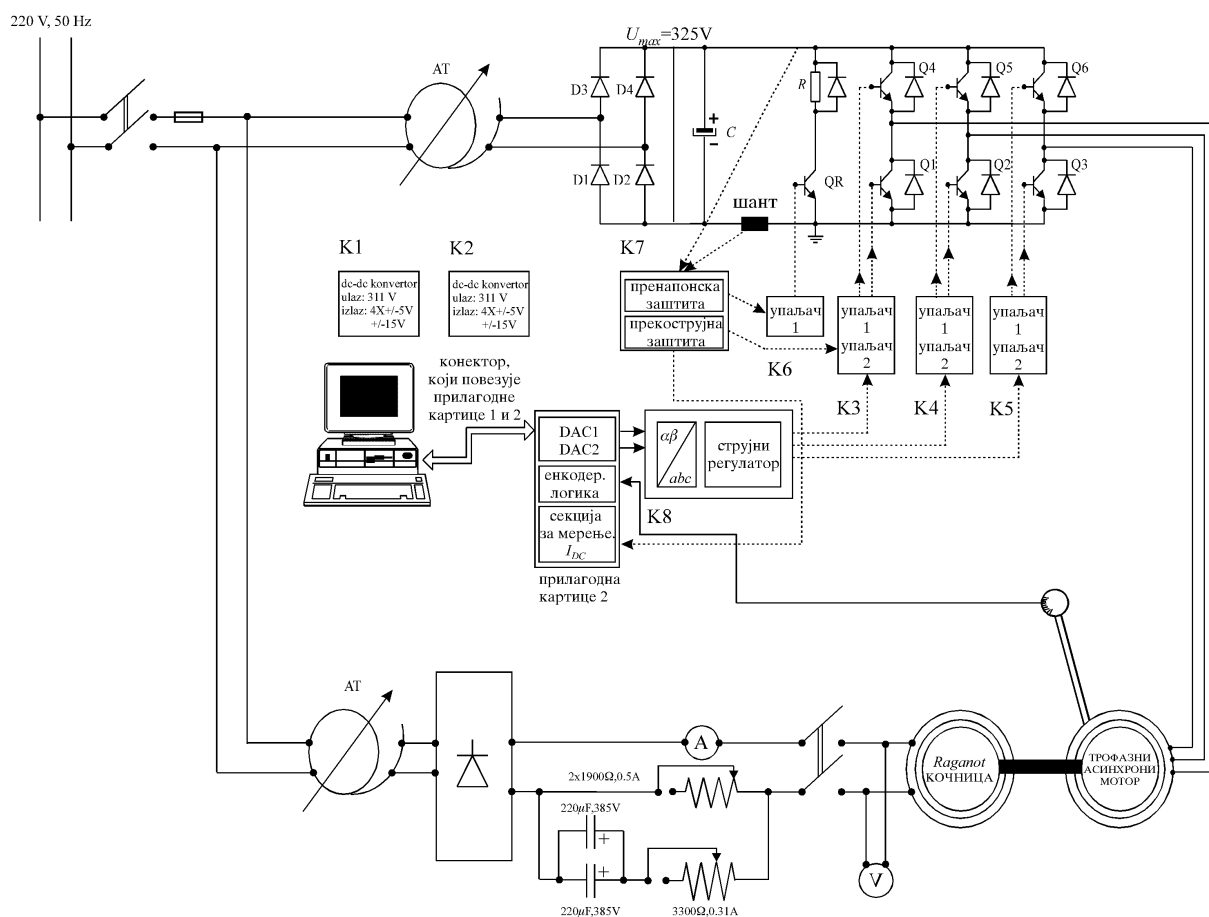 220 V, 50 Hz
Umax=325V
AT
D3
D4
D1
D2
+
-
C
R
QR
Q4
Q5
Q6
Q1
Q2
Q3
шант
K1
dc-dc konvertor
ulaz: 311 V
izlaz: 4X+/-5V
+/-15V
K2
dc-dc konvertor
ulaz: 311 V
izlaz: 4X+/-5V
+/-15V
K7
пренапонска
заштита
прекострујна
заштита
упаљач
1
K6
упаљач
1
упаљач
2
K3
упаљач
1
упаљач
2
K4
упаљач
1
упаљач
2
K5
конектор,
који повезује
прилагодне
картице 1 и 2
DAC1
DAC2
енкодер.
логика
секција
за мерење.
IDC
прилагодна
картице 2
αβ
abc
струјни
регулатор
K8
AT
A
2x1900Ω,0.5A
220μF,385V
+
+
220μF,385V
3300Ω,0.31A
V
Raganot
КОЧНИЦА
ТРОФАЗНИ
АСИНХРОНИ
МОТОР